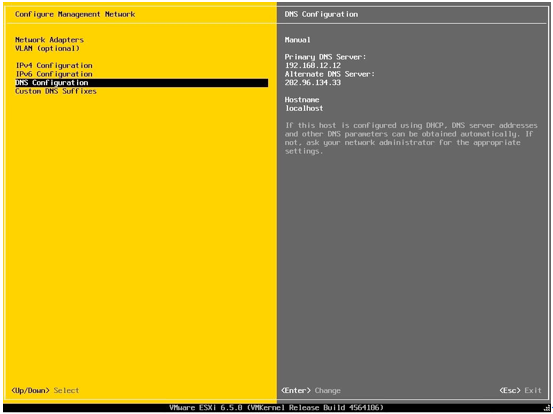 Configure Management Network
DNS Configuration
Network Adapters
VLAN (optional)
IPv4 Configuration
IPv6 Configuration
DNS Configuration
Custom DNS Suffixes
Manual
Primary DNS Server:
192.168.12.12
Alternate DNS Server:
202.96.134.33
Hostname
localhost
If this host is configured using DHCP, DNS server addresses
and other DNS parameters can be obtained automatically. If
not, ask your network administrator for the appropriate
settings.
<Up/Down> Select
<Enter> Change
<Esc> Exit
VMware ESXi 6.5.0 (VMKernel Release Build 4564106)